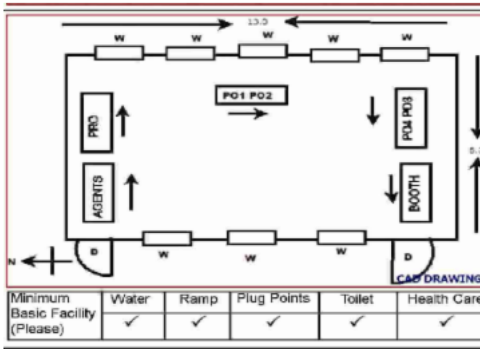 13.5
W W W W W
PO1 PO2
PRO
PO4 PO3
AGENTS
BOOTH
D W W W D
N
CAD DRAWING
Minimum Basic Facility (Please)
Water Ramp Plug Points Toilet Health Care
✓ ✓ ✓ ✓ ✓